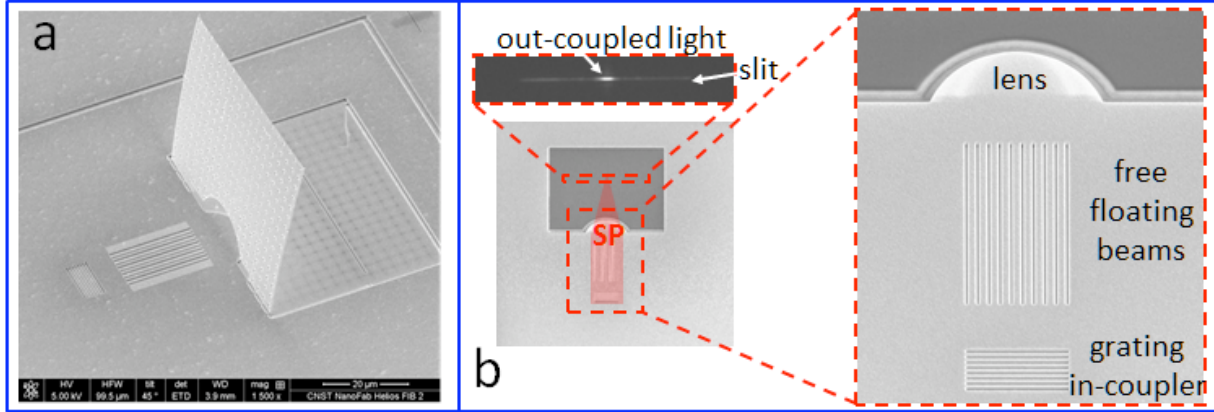 a
HV HFW tilt det WD mag
5.00 kV 99.5 µm 45 ° ETD 3.9 mm 1 500 x
20 µm
CNST NanoFab Helios FIB 2
b
out-coupled light
slit
SP
lens
free
floating
beams
grating
in-coupler